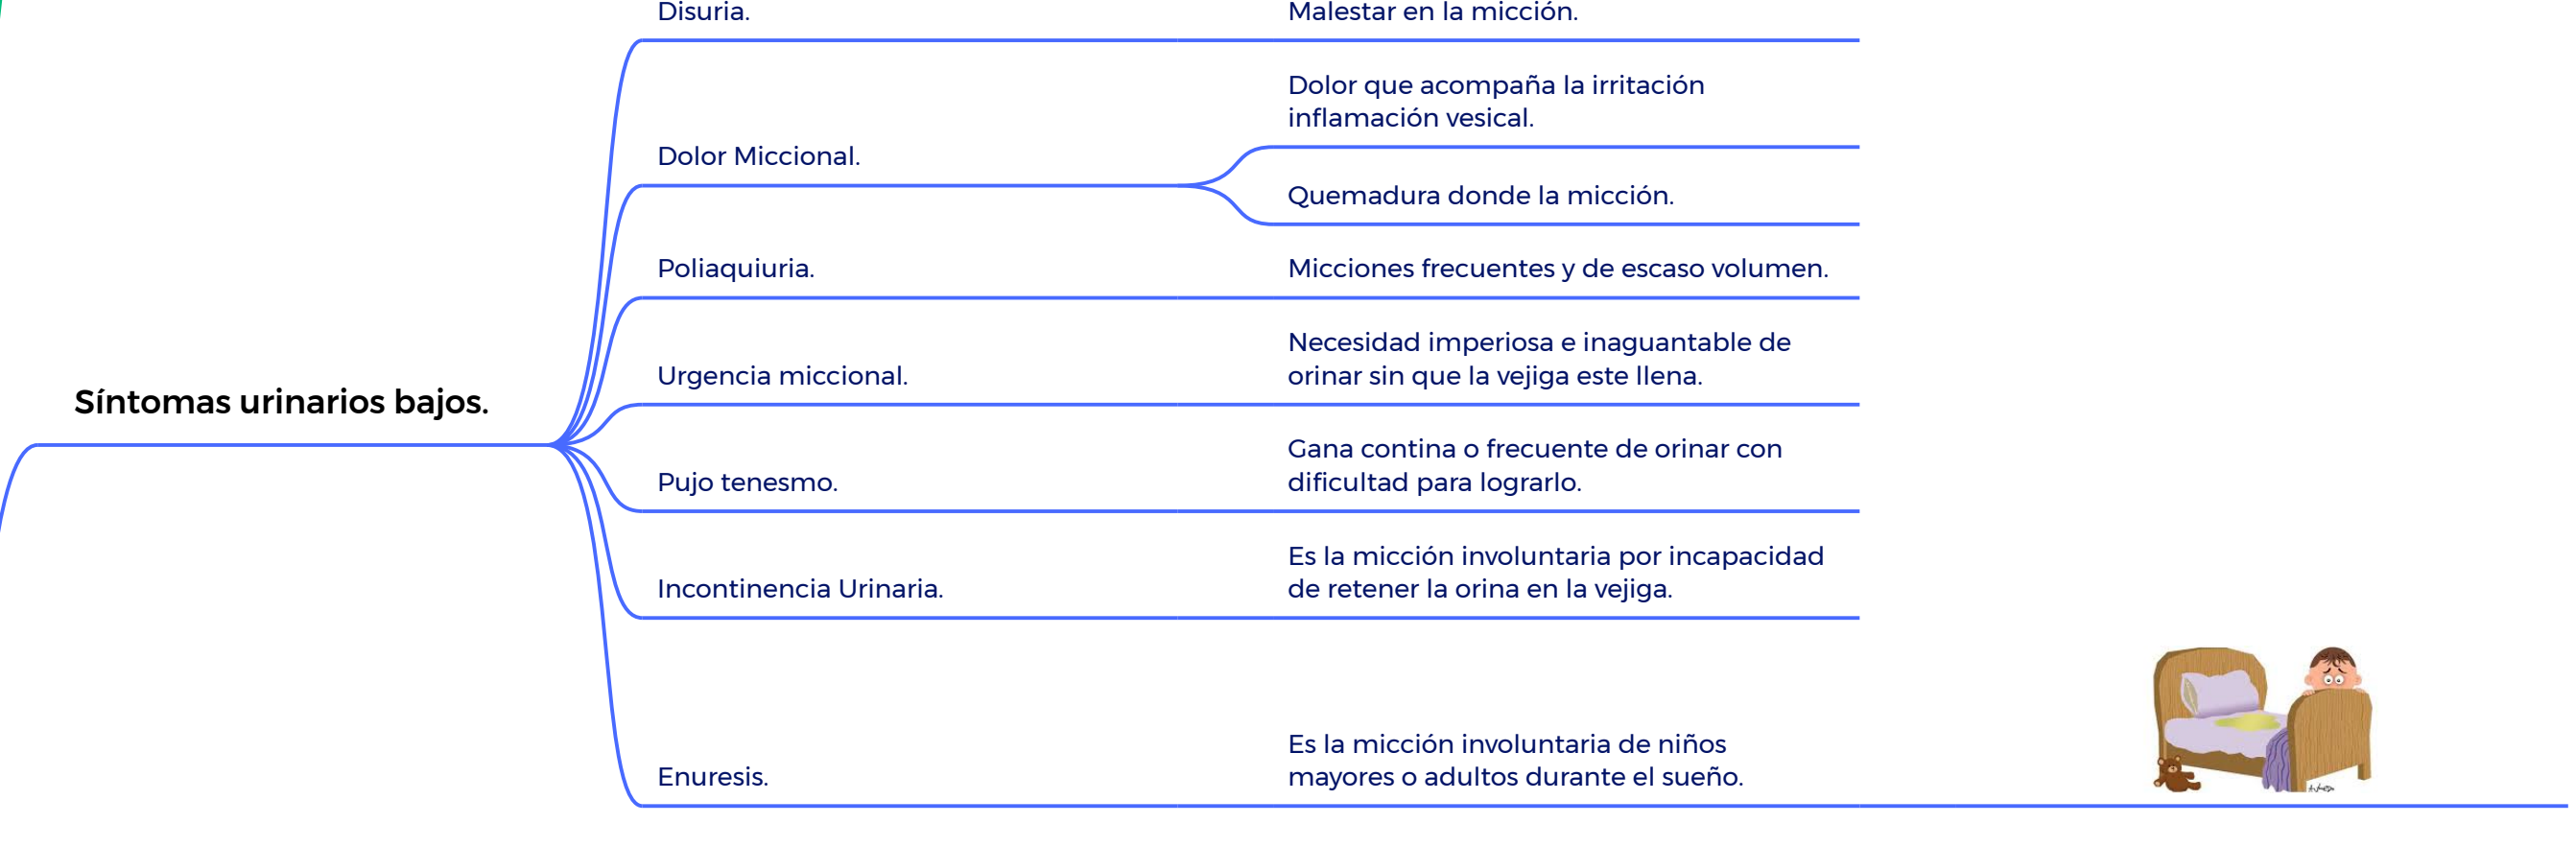 Disuria.
Malestar en la micción.
Dolor que acompaña la irritación
inflamación vesical.
Dolor Miccional.
Quemadura donde la micción.
Poliaquiuria.
Micciones frecuentes y de escaso volumen.
Necesidad imperiosa e inaguantable de
orinar sin que la vejiga este llena.
Urgencia miccional.
Síntomas urinarios bajos.
Gana contina o frecuente de orinar con
dificultad para lograrlo.
Pujo tenesmo.
Es la micción involuntaria por incapacidad
de retener la orina en la vejiga.
Incontinencia Urinaria.
Es la micción involuntaria de niños
mayores o adultos durante el sueño.
Enuresis.